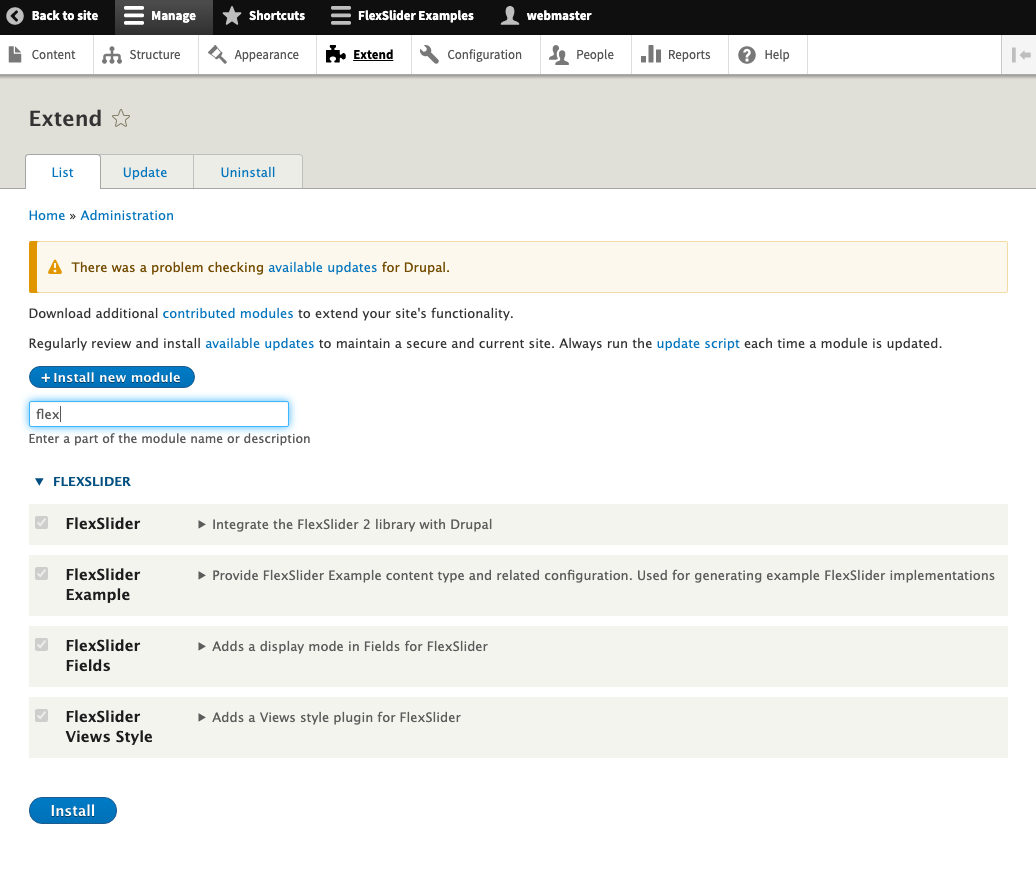 Back to site Manage Shortcuts FlexSlider Examples webmaster
Content Structure Appearance Extend Configuration People Reports Help
Extend
List Update Uninstall
Home » Administration
There was a problem checking available updates for Drupal.
Download additional contributed modules to extend your site's functionality.
Regularly review and install available updates to maintain a secure and current site. Always run the update script each time a module is updated.
+ Install new module
flex
Enter a part of the module name or description
FLEXSLIDER
FlexSlider Integrate the FlexSlider 2 library with Drupal
FlexSlider Provide FlexSlider Example content type and related configuration. Used for generating example FlexSlider implementations
Example
FlexSlider Adds a display mode in Fields for FlexSlider
Fields
FlexSlider Adds a Views style plugin for FlexSlider
Views Style
Install